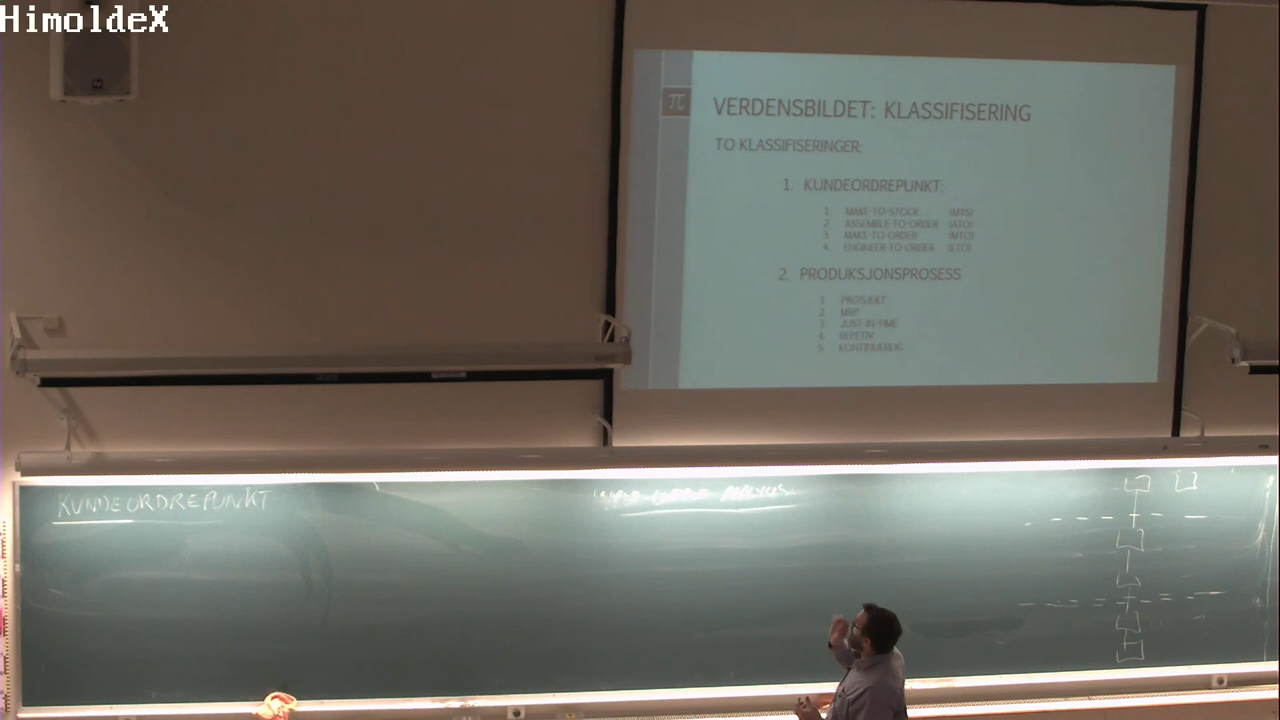 HimoldeX
π
VERDENSBILDET: KLASSIFISERING
TO KLASSIFISERINGER:
1. KUNDEORDREPUNKT:
1. MAKE-TO-STOCK (MTS)
2. ASSEMBLE-TO-ORDER (ATO)
3. MAKE-TO-ORDER (MTO)
4. ENGINEER-TO-ORDER (ETO)
2. PRODUKSJONSPROSESS
1. PROSJEKT
2. MRP
3. JUST-IN-TIME
4. REPETIV
5. KONTINUERLIG
KUNDEORDREPUNKT
ANALYSIS